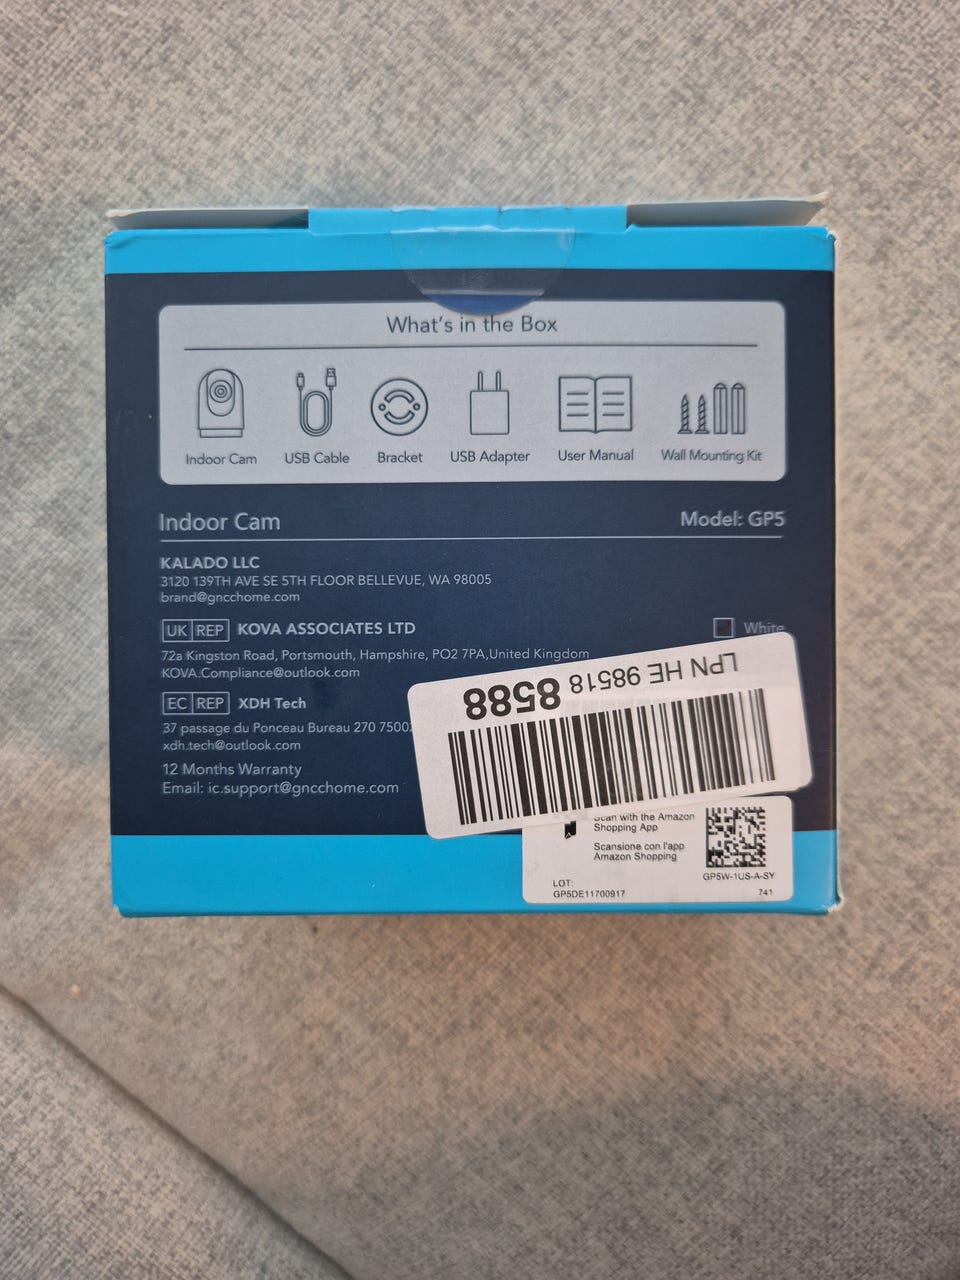 What's in the Box
Indoor Cam
USB Cable
Bracket
USB Adapter
User Manual
Wall Mounting Kit
Indoor Cam
Model: GP5
KALADO LLC
3120 139TH AVE SE 5TH FLOOR BELLEVUE, WA 98005
brand@gncchome.com
UK REP KOVA ASSOCIATES LTD
White
72a Kingston Road, Portsmouth, Hampshire, PO2 7PA,United Kingdom
KOVA.Compliance@outlook.com
EC REP XDH Tech
37 passage du Ponceau Bureau 270
xdh.tech@outlook.com
12 Months Warranty
Email: ic.support@gncchome.com
LPN HE 98518 8588
Scan with the Amazon
Shopping App
Scansione con l'app
Amazon Shopping
GP5W-1US-A-SY
LOT:
GP5DE11700917
741